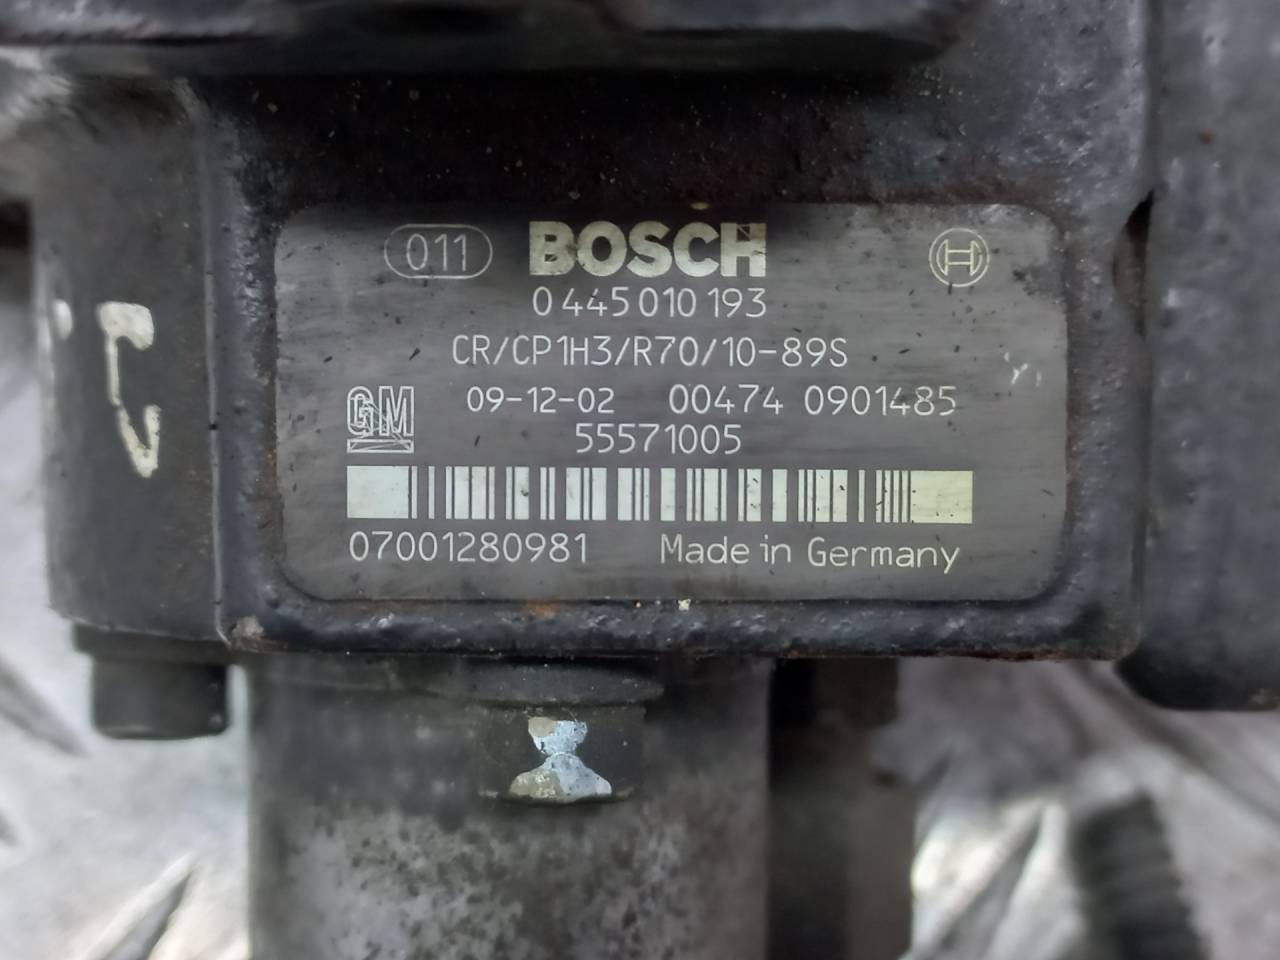 011 BOSCH
0 445 010 193
CR/CP1H3/R70/10-89S
GM 09-12-02 00474 0901485
55571005
07001280981 Made in Germany